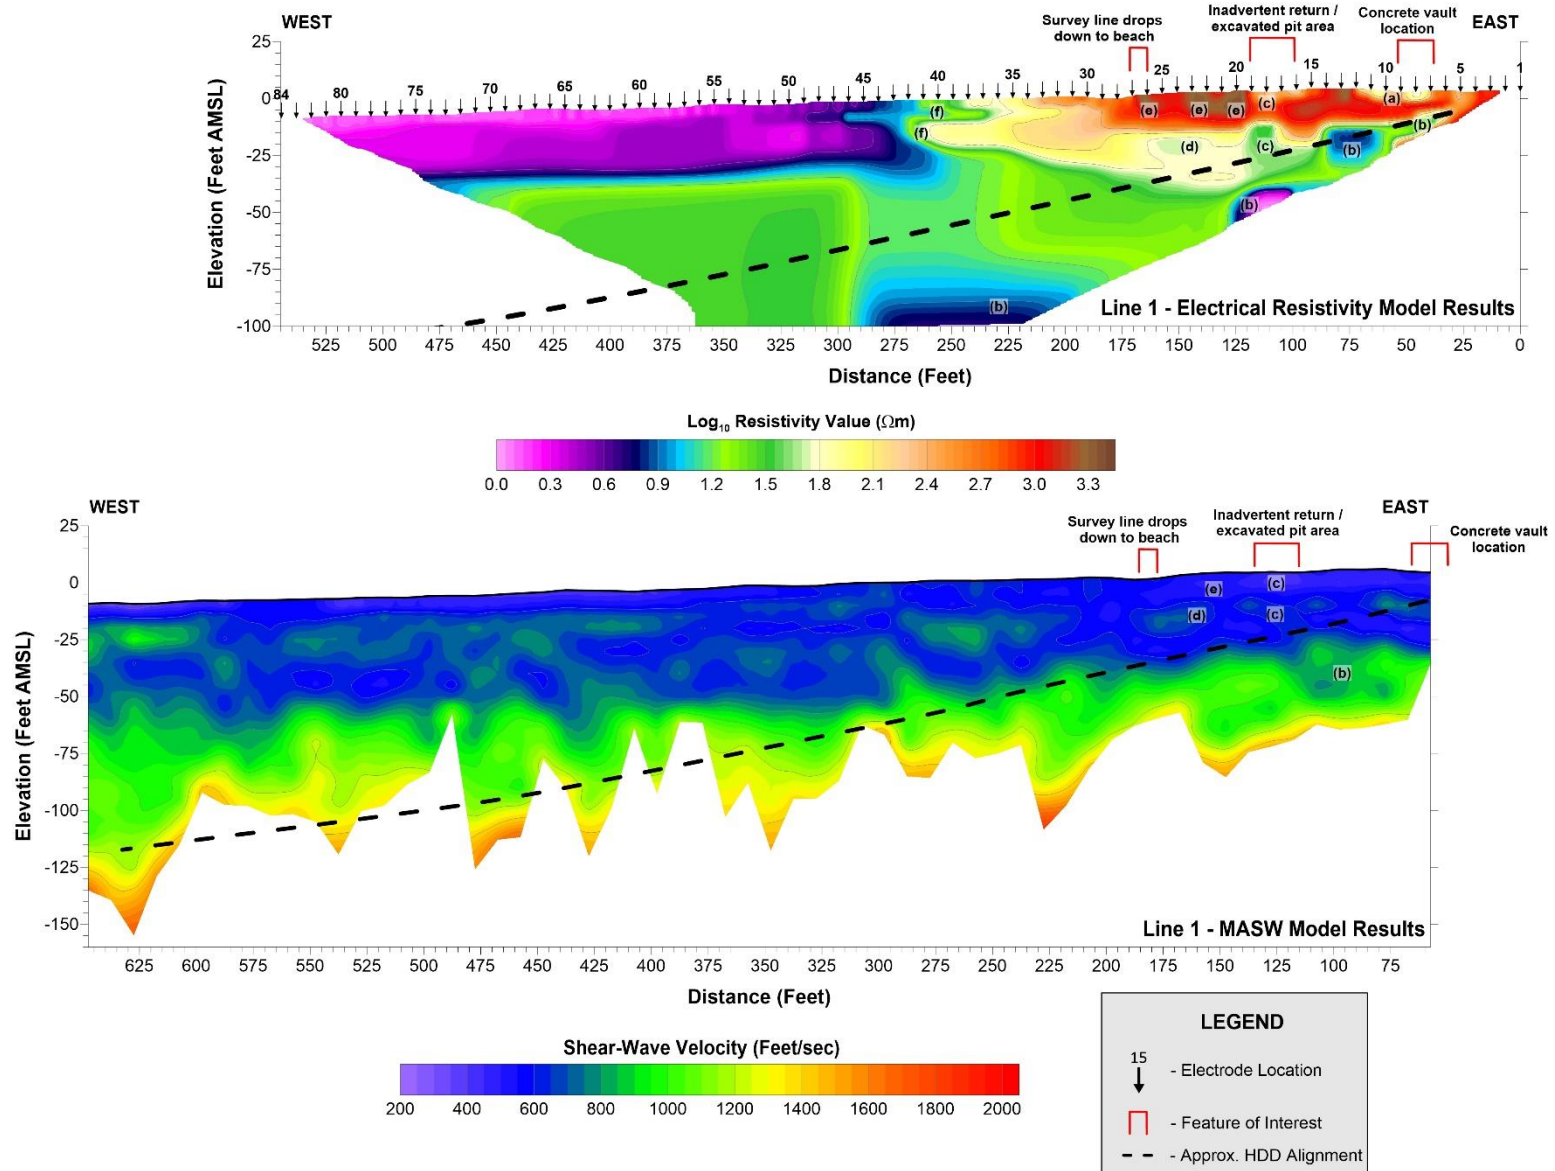 WEST
Survey line drops
down to beach
Inadvertent return /
excavated pit area
Concrete vault
location
EAST
25
0
-25
-50
-75
-100
Elevation (Feet AMSL)
84 80 75 70 65 60 55 50 45 40 35 30 25 20 15 10 5 1
(f) (e) (e) (e) (c) (a)
(f) (d) (c) (b) (b)
(b)
(b)
Line 1 - Electrical Resistivity Model Results
525 500 475 450 425 400 375 350 325 300 275 250 225 200 175 150 125 100 75 50 25 0
Distance (Feet)
Log₁₀ Resistivity Value (Ωm)
0.0 0.3 0.6 0.9 1.2 1.5 1.8 2.1 2.4 2.7 3.0 3.3
WEST
Survey line drops
down to beach
Inadvertent return /
excavated pit area
EAST
Concrete vault
location
25
0
-25
-50
-75
-100
-125
-150
Elevation (Feet AMSL)
(e) (c)
(d) (c)
(b)
Line 1 - MASW Model Results
625 600 575 550 525 500 475 450 425 400 375 350 325 300 275 250 225 200 175 150 125 100 75
Distance (Feet)
Shear-Wave Velocity (Feet/sec)
200 400 600 800 1000 1200 1400 1600 1800 2000
LEGEND
15
- Electrode Location
- Feature of Interest
- Approx. HDD Alignment